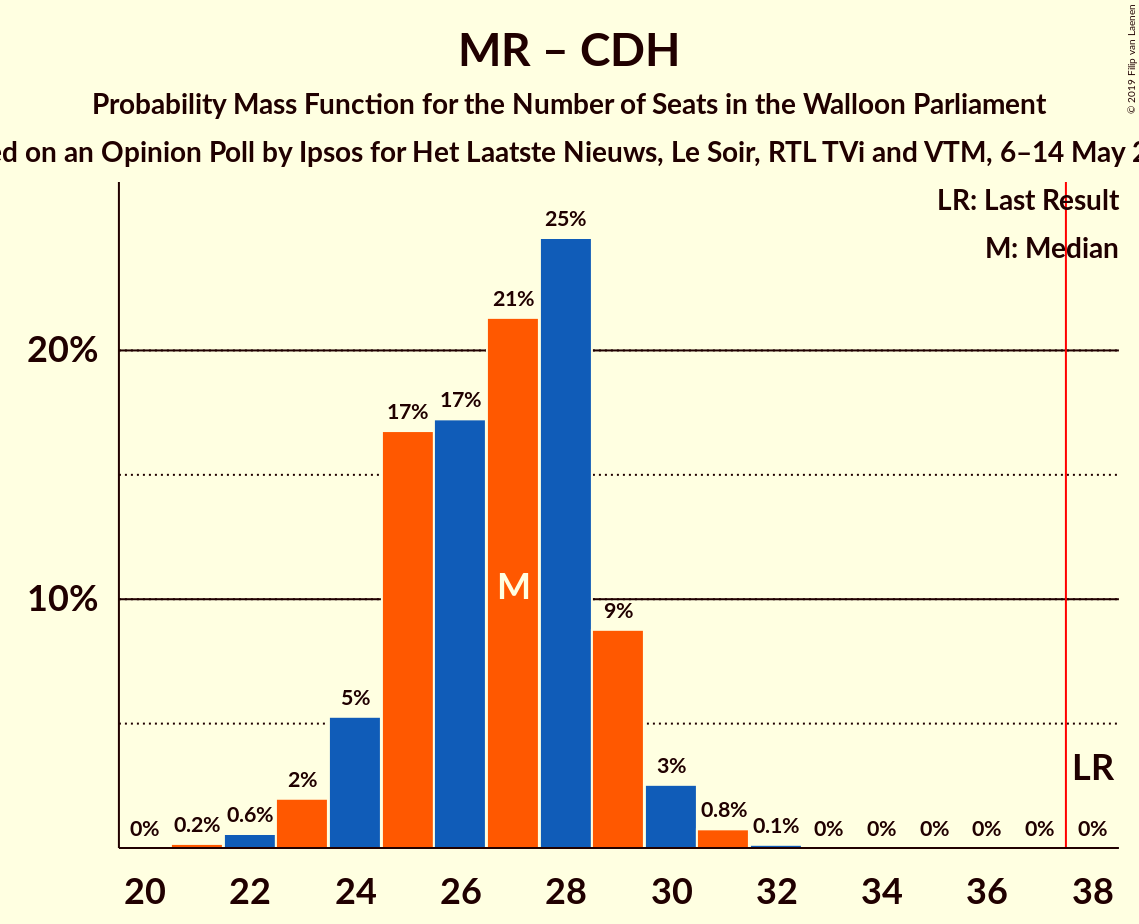 MR – CDH
Probability Mass Function for the Number of Seats in the Walloon Parliament
on an Opinion Poll by Ipsos for Het Laatste Nieuws, Le Soir, RTL TVi and VTM, 6–14 May
© 2019 Filip van Laenen
LR: Last Result
M: Median
25%
21%
20%
17% 17%
M
10%
9%
5%
LR
3%
2%
0% 0.2% 0.6% 0.8% 0.1% 0% 0% 0% 0% 0% 0%
20 22 24 26 28 30 32 34 36 38